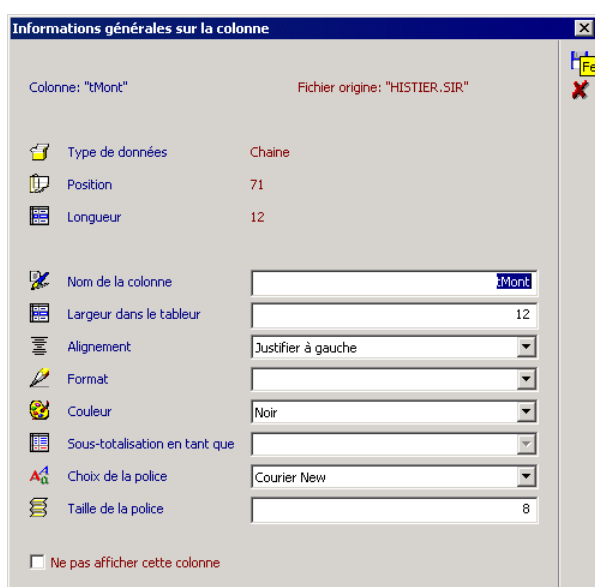 Informations générales sur la colonne
Colonne: "tMont" Fichier origine: "HISTIER.SIR"
Fe
Type de données Chaine
Position 71
Longueur 12
Nom de la colonne tMont
Largeur dans le tableur 12
Alignement Justifier à gauche
Format
Couleur Noir
Sous-totalisation en tant que
Choix de la police Courier New
Taille de la police 8
Ne pas afficher cette colonne